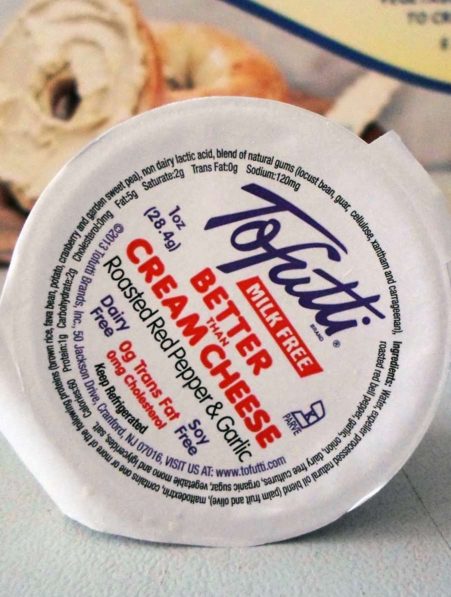 VEGETABLE
TO CR
Tofutti
BRAND ®
MILK FREE
BETTER
THAN
CREAM CHEESE
Roasted Red Pepper & Garlic
1oz
(28.4g)
Dairy
Free
0g Trans Fat
0mg Cholesterol
Soy
Free
Keep Refrigerated
PARVE
©2013 Tofutti Brands, Inc., 50 Jackson Drive, Cranford, NJ 07016, VISIT US AT: www.tofutti.com
Ingredients: Water, expeller processed natural oil blend (palm fruit and olive), maltodextrin, contains one or more of the following proteins (brown rice, fava bean, potato, cranberry and garden sweet pea), non dairy lactic acid, blend of natural gums (locust bean, guar, cellulose, xanthan and carrageenan),
roasted red bell pepper, garlic, onion, dairy free cultures, organic sugar, vegetable mono and diglycerides, salt.
Calories:60 Protein:1g Carbohydrate:2g Cholesterol:0mg Fat:5g Saturate:2g Trans Fat:0g Sodium:120mg